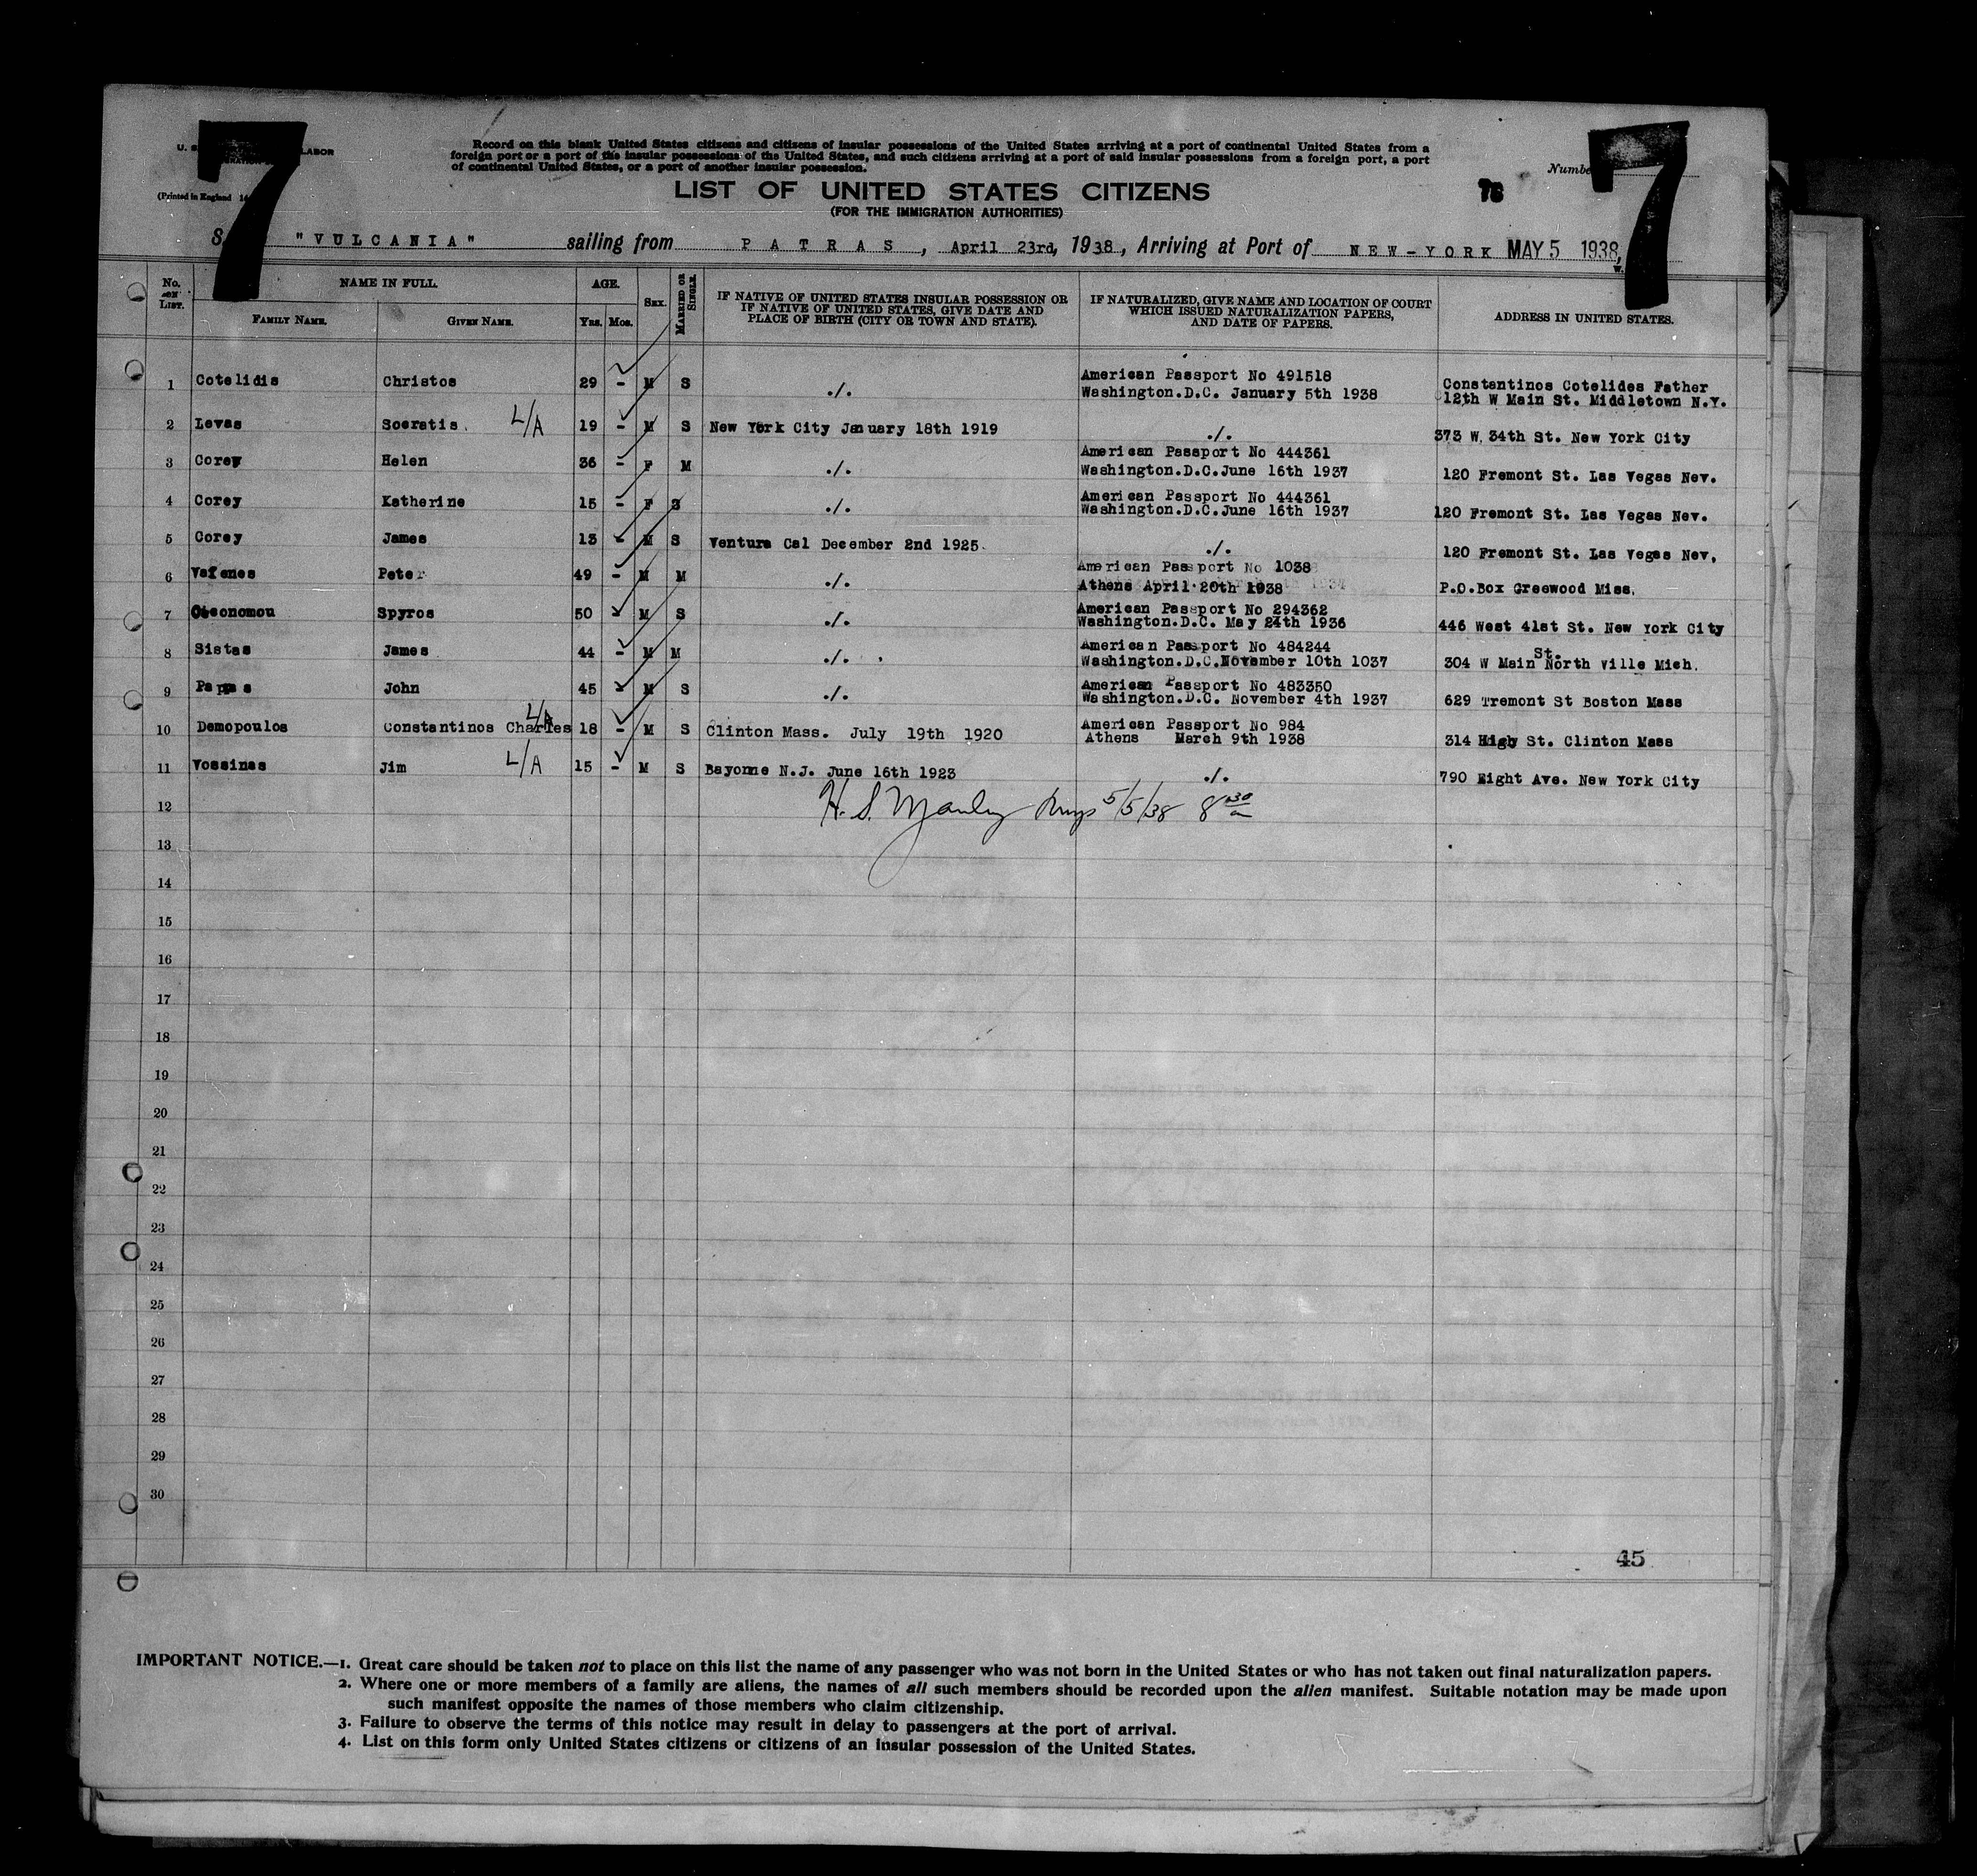 7
7
U. S.
LABOR
Record on this blank United States citizens and citizens of insular possessions of the United States arriving at a port of continental United States from a
foreign port or a port of the insular possessions of the United States, and such citizens arriving at a port of said insular possessions from a foreign port, a port
of continental United States, or a port of another insular possession.
(Printed in England
LIST OF UNITED STATES CITIZENS
78
(FOR THE IMMIGRATION AUTHORITIES)
S. "VULCANIA" sailing from PATRAS, April 23rd, 1938, Arriving at Port of NEW-YORK MAY 5 1938,
No. ON LIST. NAME IN FULL. AGE. SEX. MARRIED OR SINGLE. IF NATIVE OF UNITED STATES INSULAR POSSESSION OR IF NATIVE OF UNITED STATES, GIVE DATE AND PLACE OF BIRTH (CITY OR TOWN AND STATE). IF NATURALIZED, GIVE NAME AND LOCATION OF COURT WHICH ISSUED NATURALIZATION PAPERS, AND DATE OF PAPERS. ADDRESS IN UNITED STATES.
FAMILY NAME. GIVEN NAME. YRS. MOS.
1 Cotelidis Christos 29 - M S ./. American Passport No 491518 Washington.D.C. January 5th 1938 Constantinos Cotelides Father 12th W Main St. Middletown N.Y.
2 Levas Socratis. L/A 19 - M S New York City January 18th 1919 ./. 373 W. 34th St. New York City
3 Corey Helen 36 - F M ./. American Passport No 444361 Washington.D.C.June 16th 1937 120 Fremont St. Las Vegas Nev.
4 Corey Katherine 15 - F S ./. American Passport No 444361 Washington.D.C.June 16th 1937 120 Fremont St. Las Vegas Nev.
5 Corey James 13 - M S Ventura Cal December 2nd 1925. ./. 120 Fremont St. Las Vegas Nev,
6 Vafenes Peter 49 - M M ./. American Passport No 1038 Athens April 20th 1938 P.O.Box Greewood Miss.
7 Spyros 50 - M S ./. American Passport No 294362 Washington.D.C. May 24th 1936 446 West 41st St. New York City
8 Sistas James 44 - M M ./. American Passport No 484244 Washington.D.C.November 10th 1037 304 W Main St. North Ville Mich.
9 Pappas John 45 - M S ./. American Passport No 483350 Washington.D.C. November 4th 1937 629 Tremont St Boston Mass
10 Demopoulos Constantinos Charles L/A 18 - M S Clinton Mass. July 19th 1920 American Passport No 984 Athens March 9th 1938 314 High St. Clinton Mass
11 Vossinas Jim L/A 15 - M S Bayonne N.J. June 16th 1923 ./. 790 Eight Ave. New York City
12 H. S. Manley 5/5/38 8 30
13
14
15
16
17
18
19
20
21
22
23
24
25
26
27
28
29
30
45
IMPORTANT NOTICE.—1. Great care should be taken not to place on this list the name of any passenger who was not born in the United States or who has not taken out final naturalization papers.
2. Where one or more members of a family are aliens, the names of all such members should be recorded upon the alien manifest. Suitable notation may be made upon
such manifest opposite the names of those members who claim citizenship.
3. Failure to observe the terms of this notice may result in delay to passengers at the port of arrival.
4. List on this form only United States citizens or citizens of an insular possession of the United States.